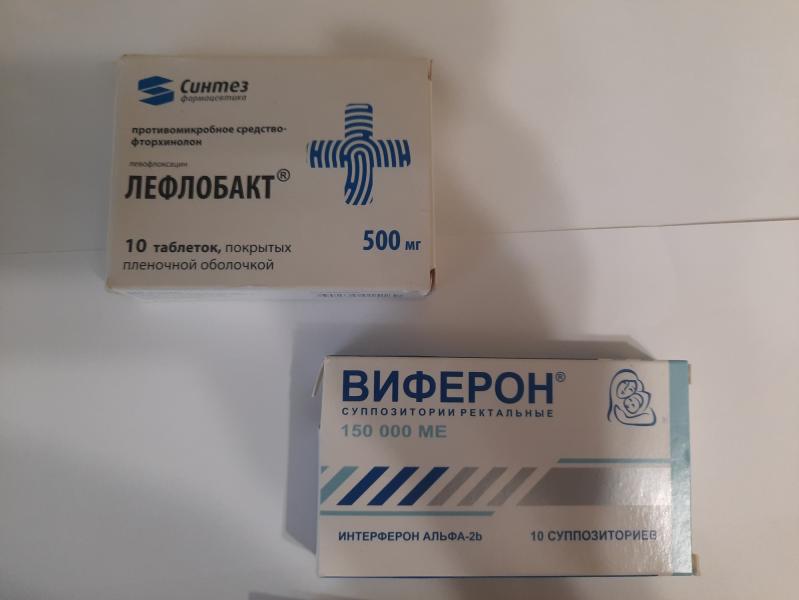 Синтез
фармацевтика
противомикробное средство-
фторхинолон
левофлоксацин
ЛЕФЛОБАКТ®
10 таблеток, покрытых
пленочной оболочкой
500 мг
ВИФЕРОН®
СУППОЗИТОРИИ РЕКТАЛЬНЫЕ
150 000 МЕ
ИНТЕРФЕРОН АЛЬФА-2b
10 СУППОЗИТОРИЕВ